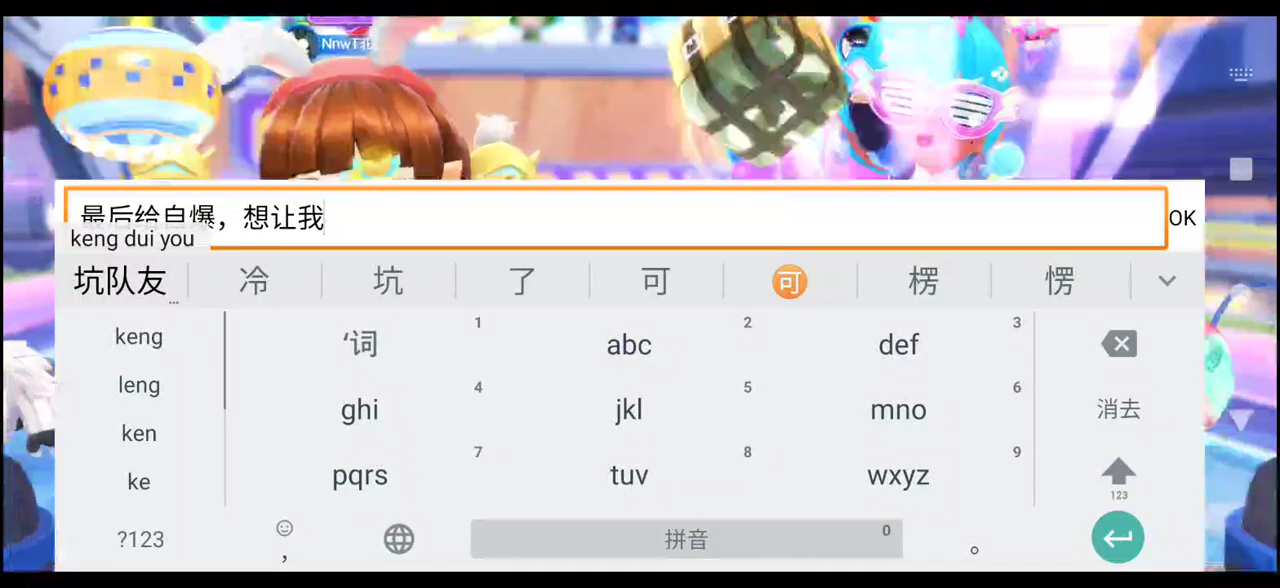 最后给自爆，想让我
OK
keng dui you
坑队友 冷 坑 了 可 🉑 楞 愣
keng
leng
ken
ke
‘词 1
abc 2
def 3
ghi 4
jkl 5
mno 6
消去
pqrs 7
tuv 8
wxyz 9
123
?123
，
拼音 0
。